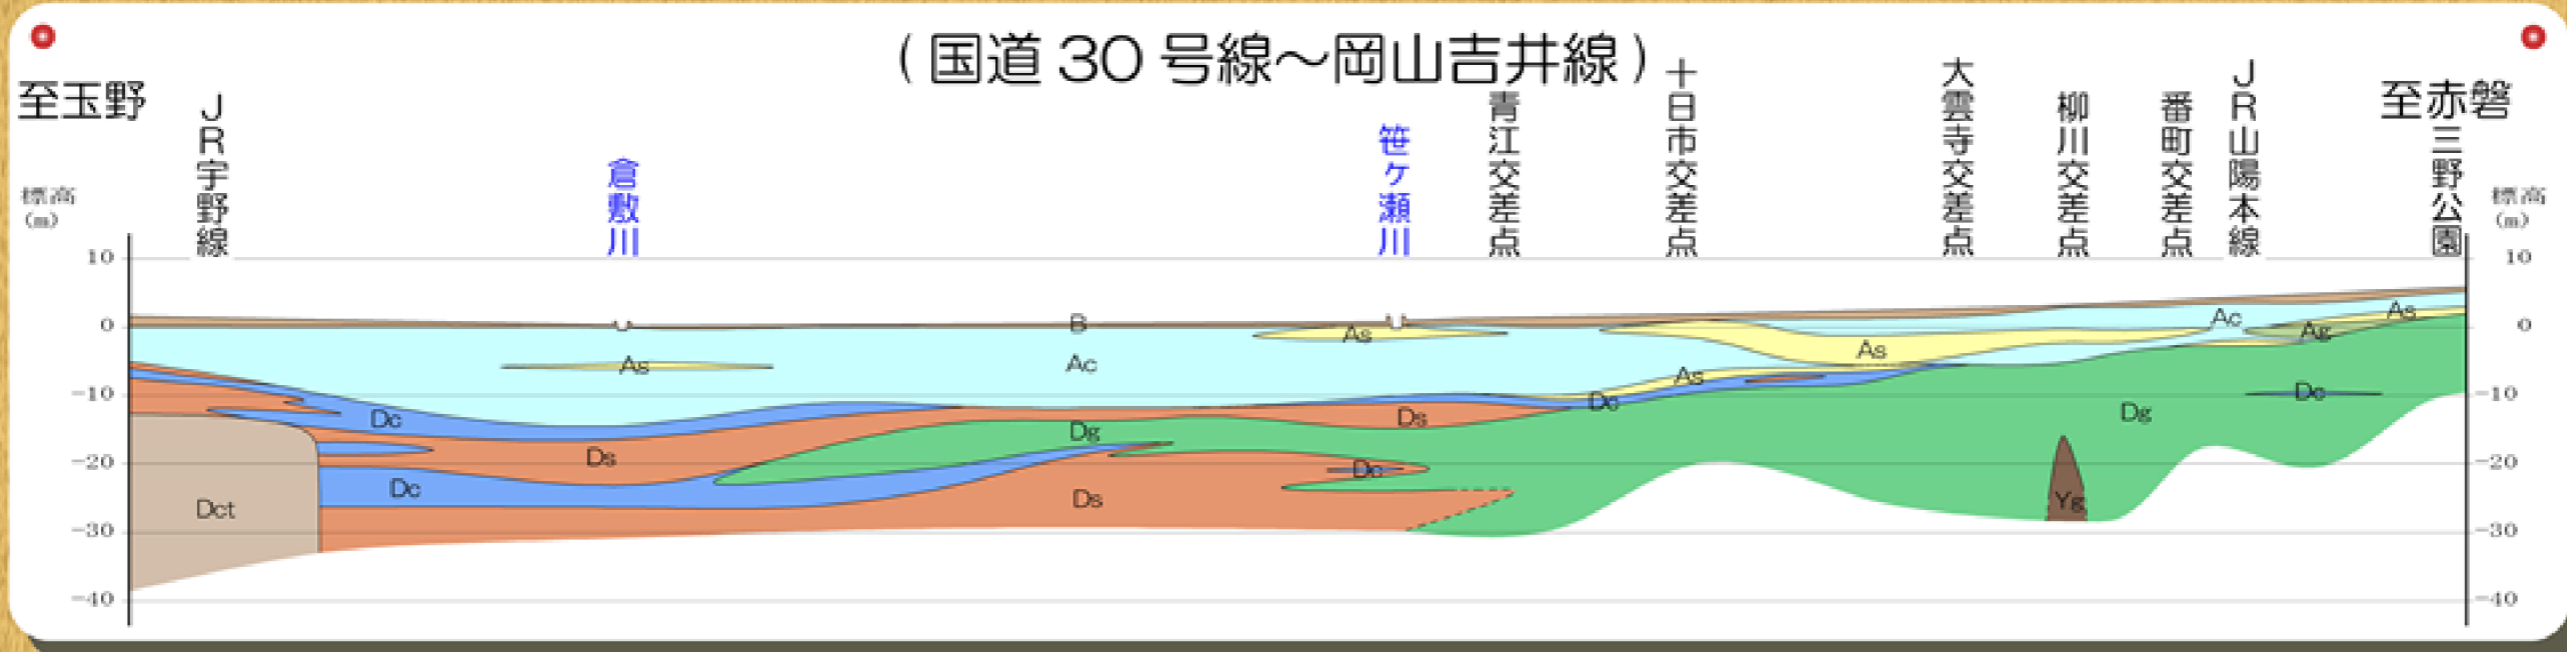 (国道30号線～岡山吉井線)
至玉野
JR宇野線
倉敷川
笹ヶ瀬川
青江交差点
十日市交差点
大雲寺交差点
柳川交差点
番町交差点
JR山陽本線
至赤磐
三野公園
標高
(m)
標高
(m)
10
0
-10
-20
-30
-40
10
0
-10
-20
-30
-40
B
As
Ac
As
As
As
Ac
Ag
As
Dc
Ds
Dc
Dct
Dg
Ds
Ds
Dc
Dc
Dg
Dc
Yg